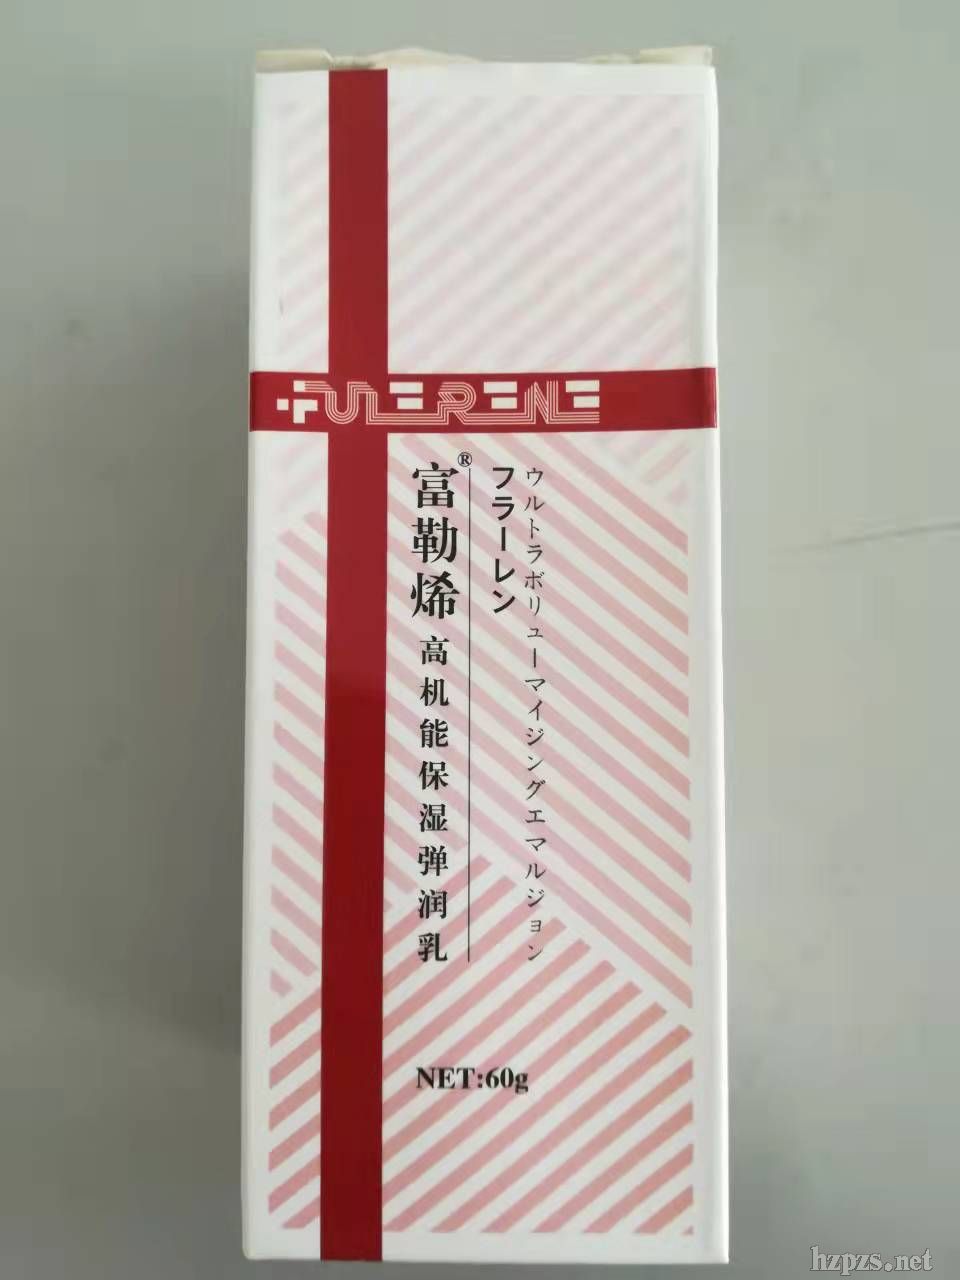 FULERENE
富勒烯®高机能保湿弹润乳
フラーレン
ウルトラボリューマイジングエマルジョン
NET:60g
hzpzs.net